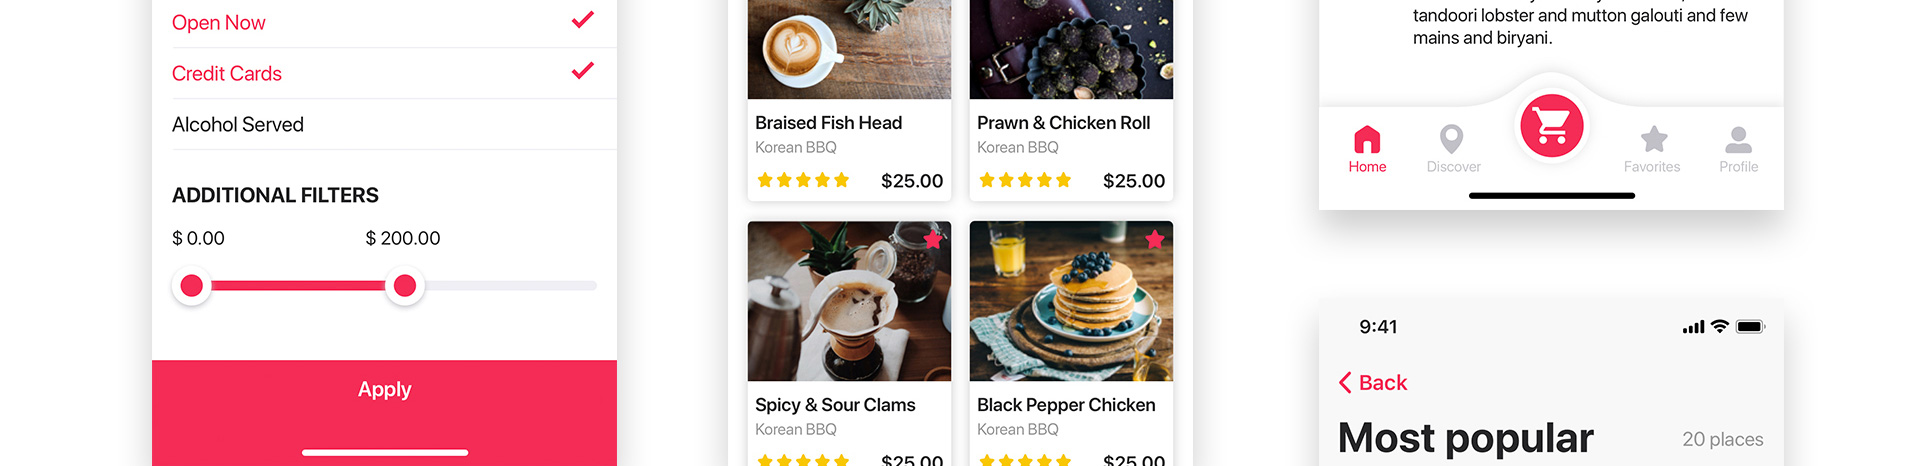 Open Now
Credit Cards
Alcohol Served
ADDITIONAL FILTERS
$ 0.00
$ 200.00
Apply
Braised Fish Head
Korean BBQ
$25.00
Prawn & Chicken Roll
Korean BBQ
$25.00
Spicy & Sour Clams
Korean BBQ
$25.00
Black Pepper Chicken
Korean BBQ
$25.00
tandoori lobster and mutton galouti and few
mains and biryani.
Home
Discover
Favorites
Profile
9:41
Back
Most popular
20 places